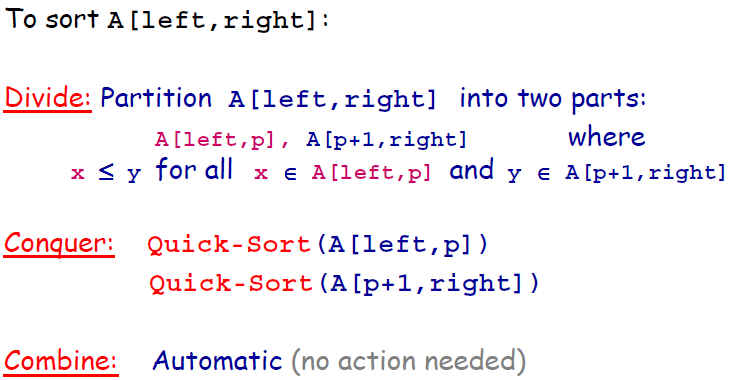 To sort A[left,right]:
Divide: Partition A[left,right] into two parts:
A[left,p], A[p+1,right] where
x ≤ y for all x ∈ A[left,p] and y ∈ A[p+1,right]
Conquer: Quick-Sort(A[left,p])
Quick-Sort(A[p+1,right])
Combine: Automatic (no action needed)